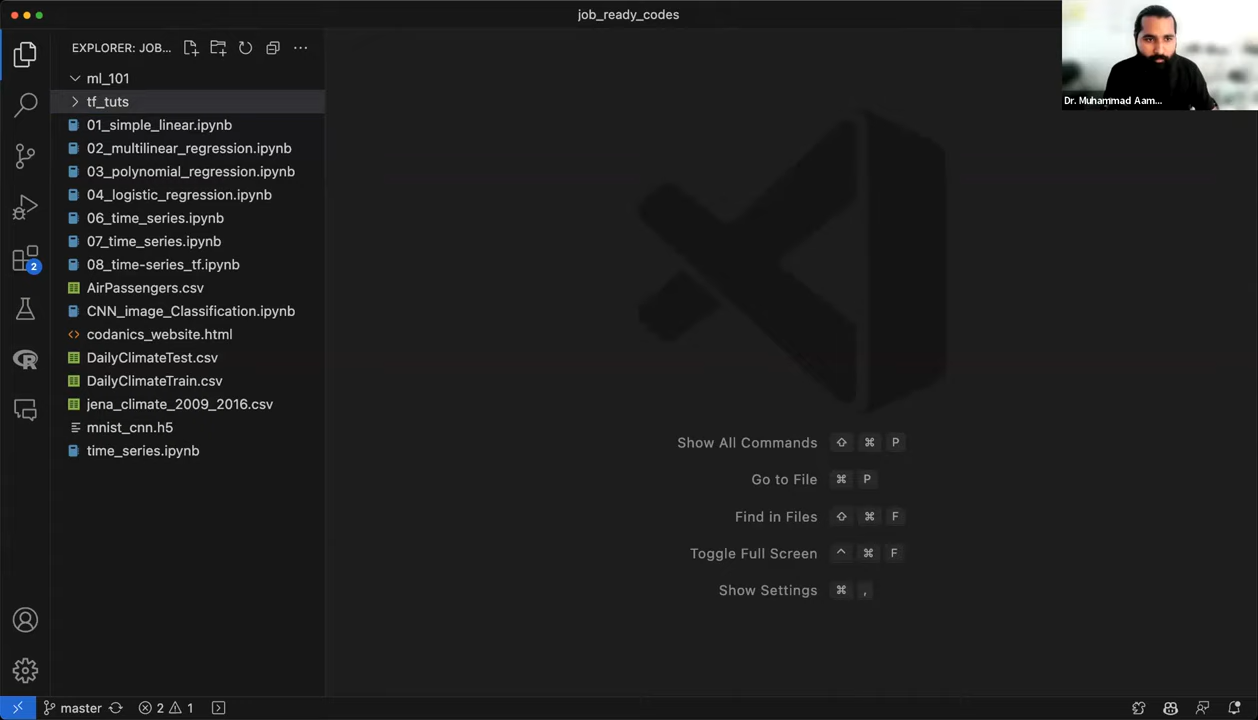 job_ready_codes
EXPLORER: JOB...
ml_101
tf_tuts
01_simple_linear.ipynb
02_multilinear_regression.ipynb
03_polynomial_regression.ipynb
04_logistic_regression.ipynb
06_time_series.ipynb
07_time_series.ipynb
08_time-series_tf.ipynb
AirPassengers.csv
CNN_image_Classification.ipynb
codanics_website.html
DailyClimateTest.csv
DailyClimateTrain.csv
jena_climate_2009_2016.csv
mnist_cnn.h5
time_series.ipynb
2
R
Dr. Muhammad Aam...
Show All Commands ⇧ ⌘ P
Go to File ⌘ P
Find in Files ⇧ ⌘ F
Toggle Full Screen ^ ⌘ F
Show Settings ⌘ ,
master 2 1